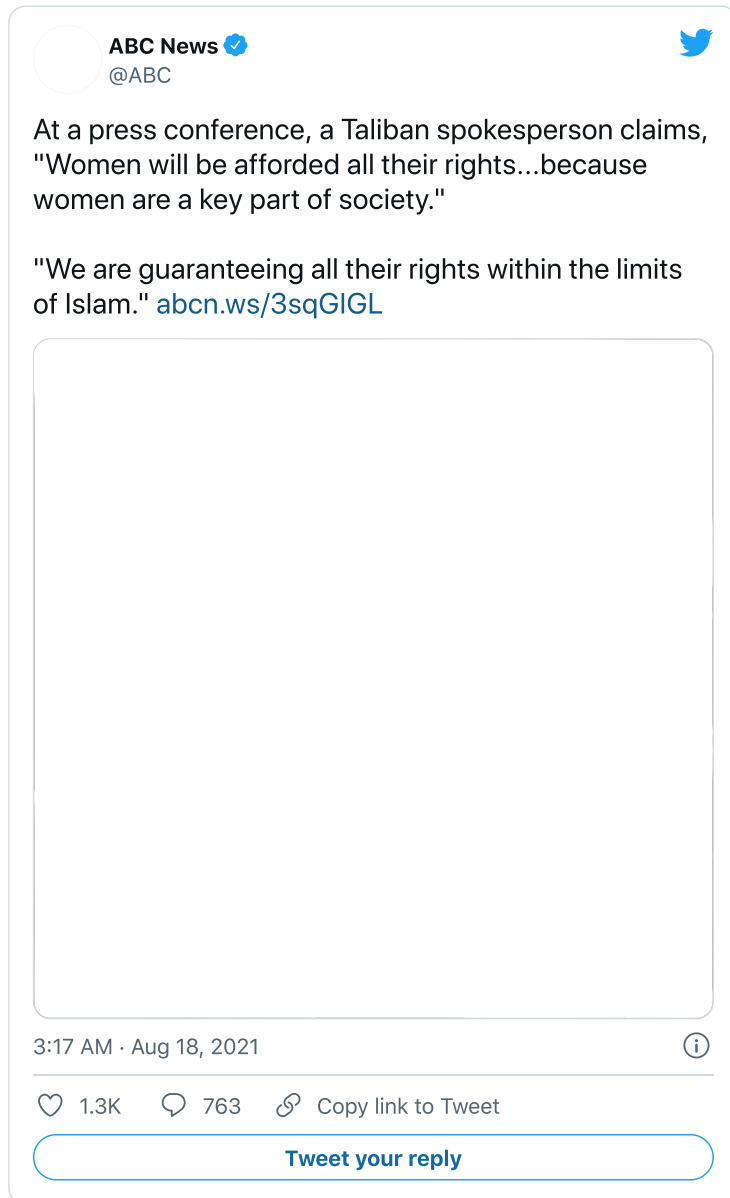 ABC News
@ABC
At a press conference, a Taliban spokesperson claims,
"Women will be afforded all their rights...because
women are a key part of society."
"We are guaranteeing all their rights within the limits
of Islam." abcn.ws/3sqGIGL
3:17 AM · Aug 18, 2021
1.3K 763 Copy link to Tweet
Tweet your reply